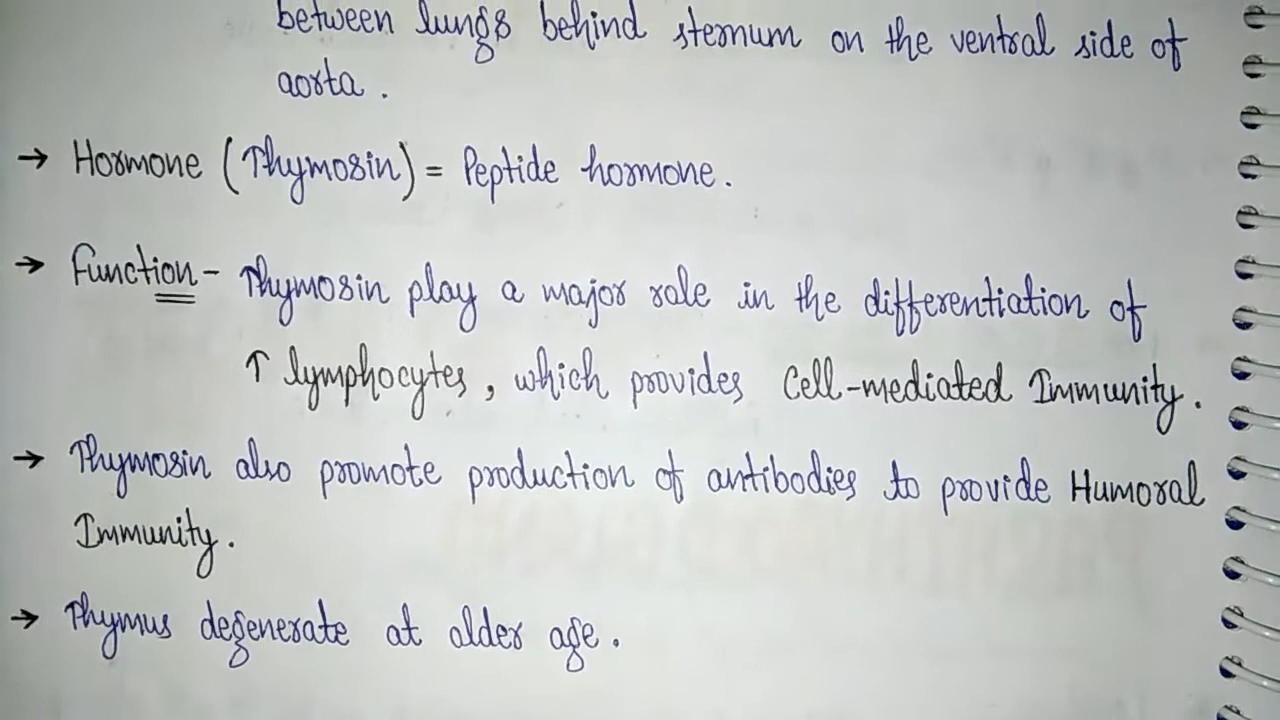 between lungs behind sternum on the ventral side of
aorta.
→ Hormone (Thymosin) = Peptide hormone.
→ Function - Thymosin play a major role in the differentiation of
T lymphocytes, which provides Cell-mediated Immunity.
→ Thymosin also promote production of antibodies to provide Humoral
Immunity.
→ Thymus degenerate at older age.